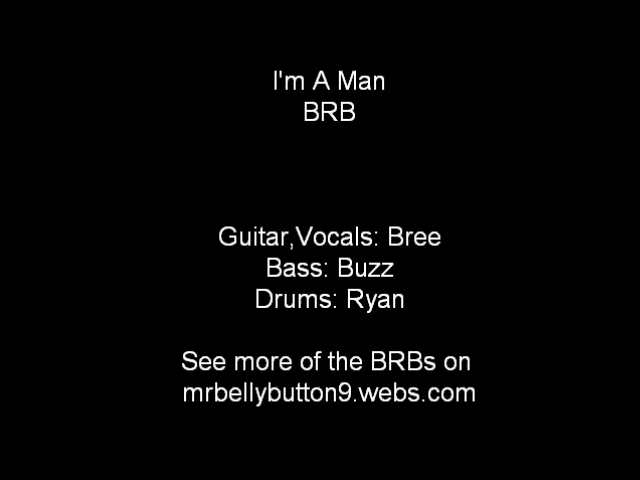 I'm A Man
BRB
Guitar,Vocals: Bree
Bass: Buzz
Drums: Ryan
See more of the BRBs on
mrbellybutton9.webs.com